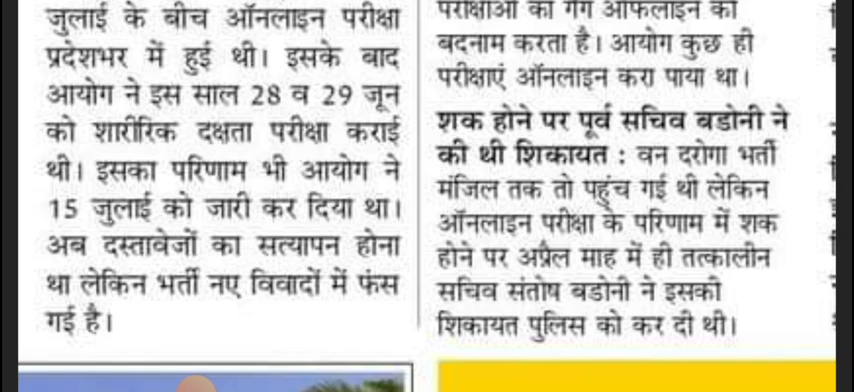 जुलाई के बीच ऑनलाइन परीक्षा
प्रदेशभर में हुई थी। इसके बाद
आयोग ने इस साल 28 व 29 जून
को शारीरिक दक्षता परीक्षा कराई
थी। इसका परिणाम भी आयोग ने
15 जुलाई को जारी कर दिया था।
अब दस्तावेजों का सत्यापन होना
था लेकिन भर्ती नए विवादों में फंस
गई है।
परीक्षाओं का गैंग ऑफलाइन को
बदनाम करता है। आयोग कुछ ही
परीक्षाएं ऑनलाइन करा पाया था।
शक होने पर पूर्व सचिव बडोनी ने
की थी शिकायत : वन दरोगा भर्ती
मंजिल तक तो पहुंच गई थी लेकिन
ऑनलाइन परीक्षा के परिणाम में शक
होने पर अप्रैल माह में ही तत्कालीन
सचिव संतोष बडोनी ने इसकी
शिकायत पुलिस को कर दी थी।